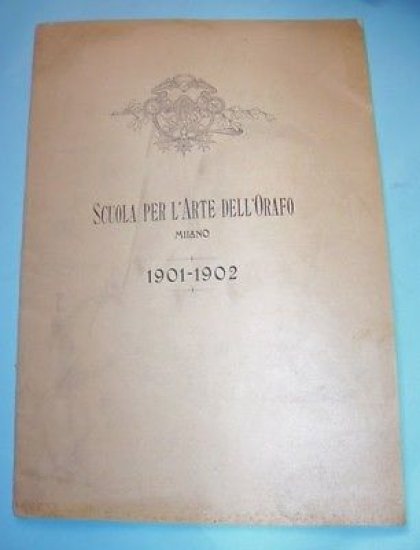 SCUOLA PER L'ARTE DELL'ORAFO
MILANO
1901-1902